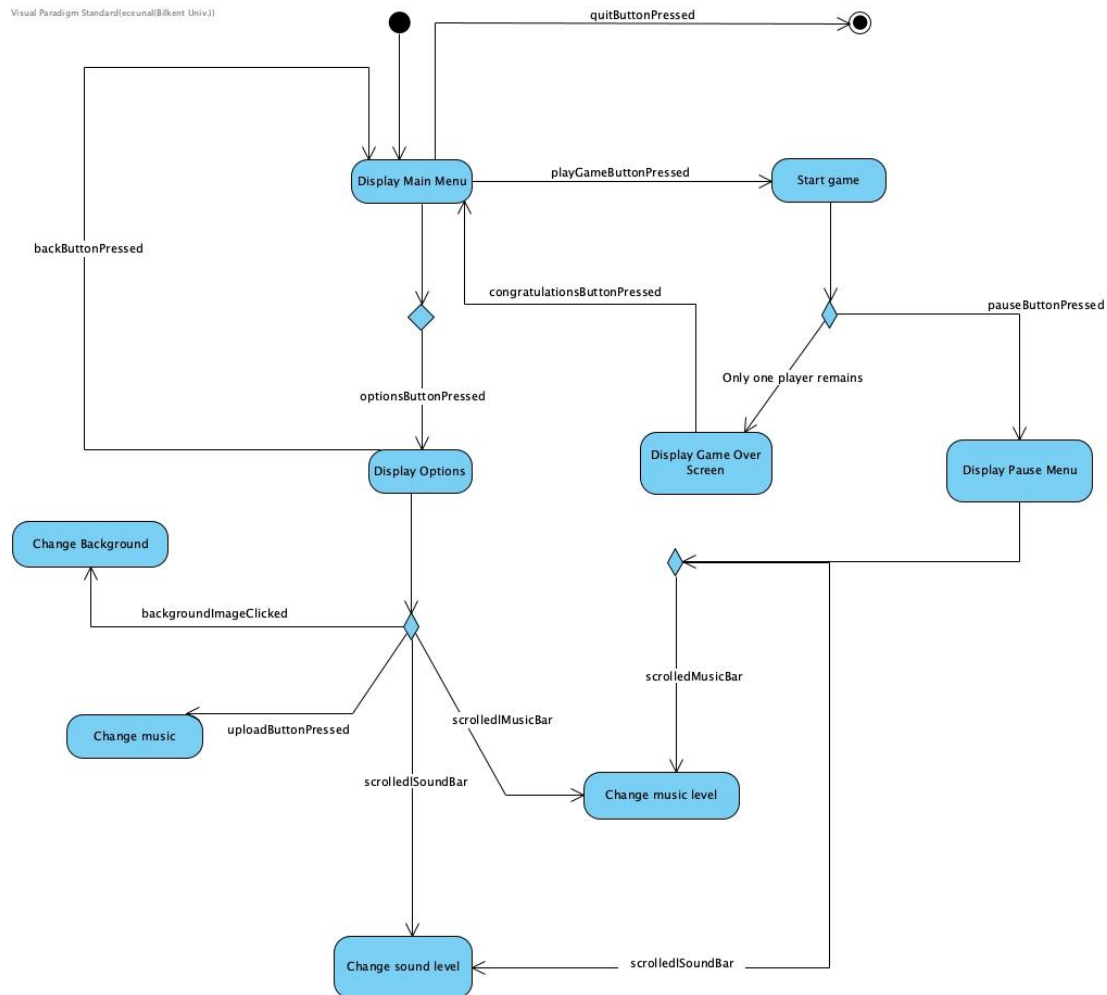 Visual Paradigm Standard(eceunal(Bilkent Univ.))
quitButtonPressed
Display Main Menu
playGameButtonPressed
Start game
backButtonPressed
congratulationsButtonPressed
pauseButtonPressed
Only one player remains
optionsButtonPressed
Display Options
Display Game Over
Screen
Display Pause Menu
Change Background
backgroundImageClicked
scrolledMusicBar
scrolledlMusicBar
Change music
uploadButtonPressed
scrolledlSoundBar
Change music level
Change sound level
scrolledlSoundBar